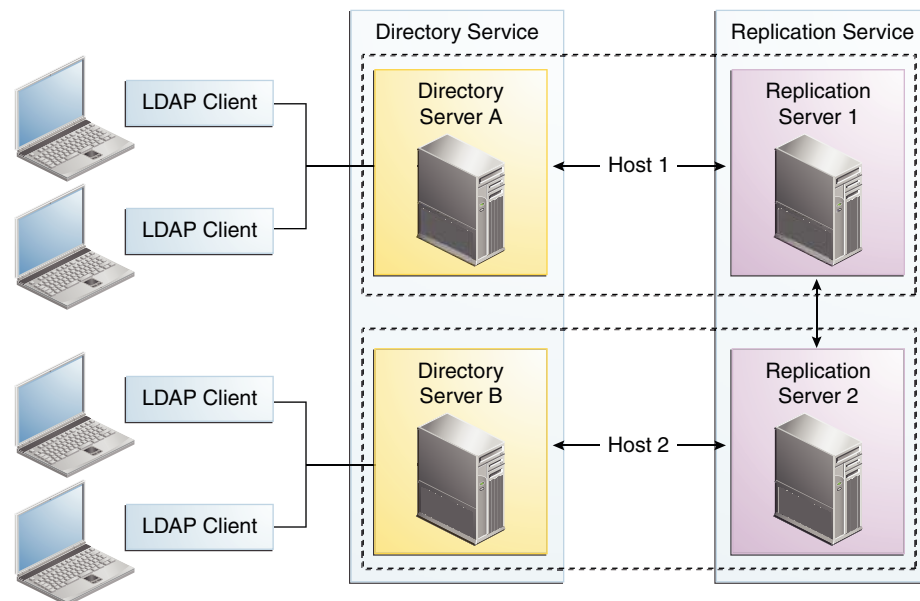 Directory Service
Replication Service
LDAP Client
LDAP Client
Directory
Server A
Host 1
Replication
Server 1
LDAP Client
LDAP Client
Directory
Server B
Host 2
Replication
Server 2